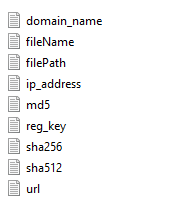 domain_name
fileName
filePath
ip_address
md5
reg_key
sha256
sha512
url